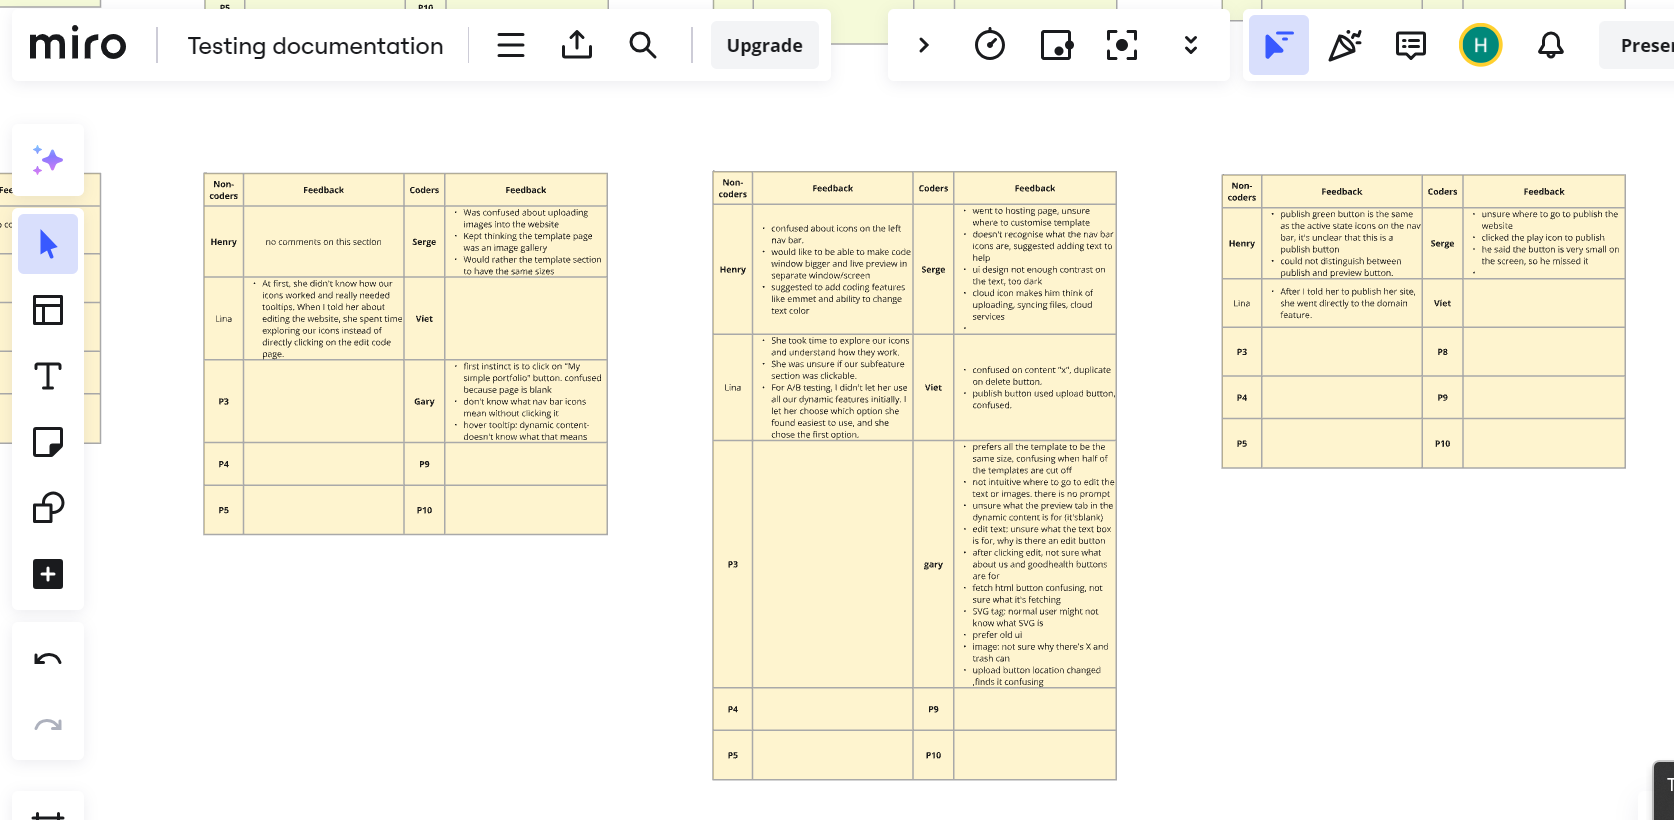 P5 P10
miro Testing documentation Upgrade H Presen
Fee
o co
Non-
coders Feedback Coders Feedback
Henry no comments on this section Serge
• Was confused about uploading
images into the website
• Kept thinking the template page
was an image gallery
• Would rather the template section
to have the same sizes
Lina
• At first, she didn't know how our
icons worked and really needed
tooltips. When I told her about
editing the website, she spent time
exploring our icons instead of
directly clicking on the edit code
page.
Viet
P3 Gary
• first instinct is to click on "My
simple portfolio" button. confused
because page is blank
• don't know what nav bar icons
mean without clicking it
• hover tooltip: dynamic content-
doesn't know what that means
P4 P9
P5 P10
Non-
coders Feedback Coders Feedback
Henry
• confused about icons on the left
nav bar.
• would like to be able to make code
window bigger and live preview in
separate window/screen
• suggested to add coding features
like emmet and ability to change
text color
Serge
• went to hosting page, unsure
where to customise template
• doesn't recognise what the nav bar
icons are, suggested adding text to
help
• ui design not enough contrast on
the text, too dark
• cloud icon makes him think of
uploading, syncing files, cloud
services
•
Lina
• She took time to explore our icons
and understand how they work.
• She was unsure if our subfeature
section was clickable.
• For A/B testing, I didn't let her use
all our dynamic features initially. I
let her choose which option she
found easiest to use, and she
chose the first option.
Viet
• confused on content "x", duplicate
on delete button.
• publish button used upload button,
confused.
P3 gary
• prefers all the template to be the
same size, confusing when half of
the templates are cut off
• not intuitive where to go to edit the
text or images. there is no prompt
• unsure what the preview tab in the
dynamic content is for (it'sblank)
• edit text: unsure what the text box
is for, why is there an edit button
• after clicking edit, not sure what
about us and goodhealth buttons
are for
• fetch html button confusing, not
sure what it's fetching
• SVG tag: normal user might not
know what SVG is
• prefer old ui
• image: not sure why there's X and
trash can
• upload button location changed
,finds it confusing
P4 P9
P5 P10
Non-
coders Feedback Coders Feedback
Henry
• publish green button is the same
as the active state icons on the nav
bar, it's unclear that this is a
publish button
• could not distinguish between
publish and preview button.
Serge
• unsure where to go to publish the
website
• clicked the play icon to publish
• he said the button is very small on
the screen, so he missed it
•
Lina
• After I told her to publish her site,
she went directly to the domain
feature.
Viet
P3 P8
P4 P9
P5 P10
T